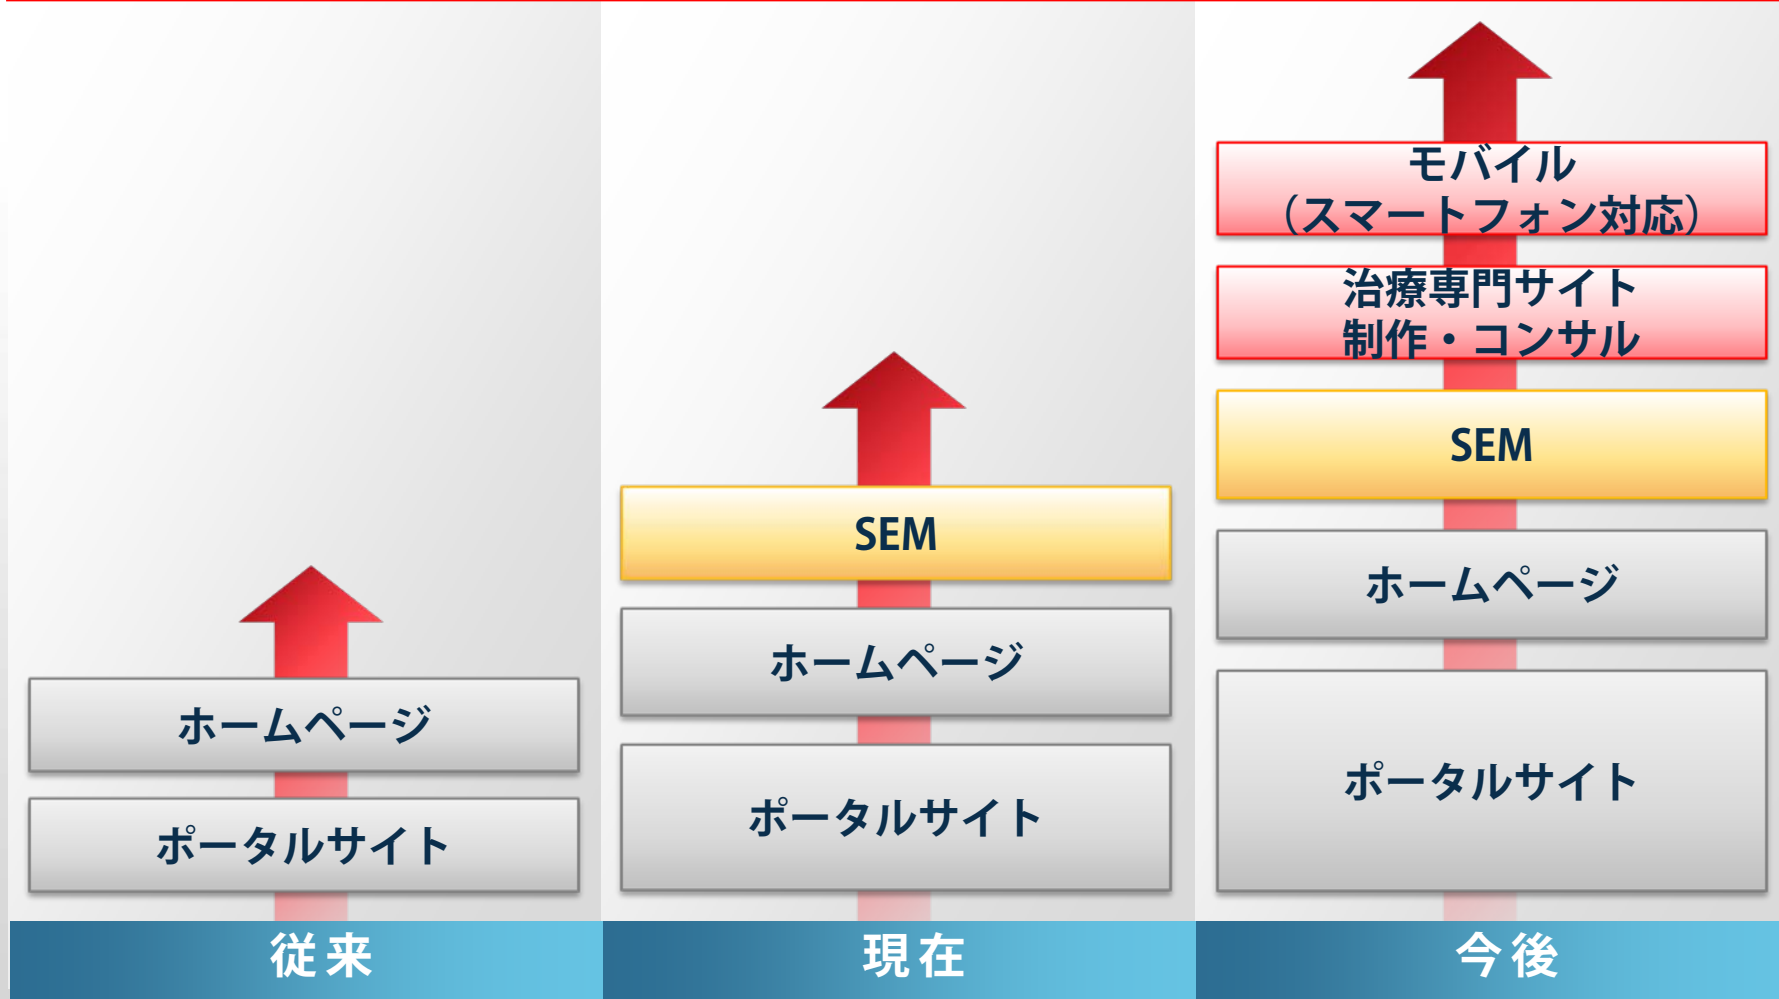 ホームページ
ポータルサイト
従来
SEM
ホームページ
ポータルサイト
現在
モバイル
（スマートフォン対応）
治療専門サイト
制作・コンサル
SEM
ホームページ
ポータルサイト
今後